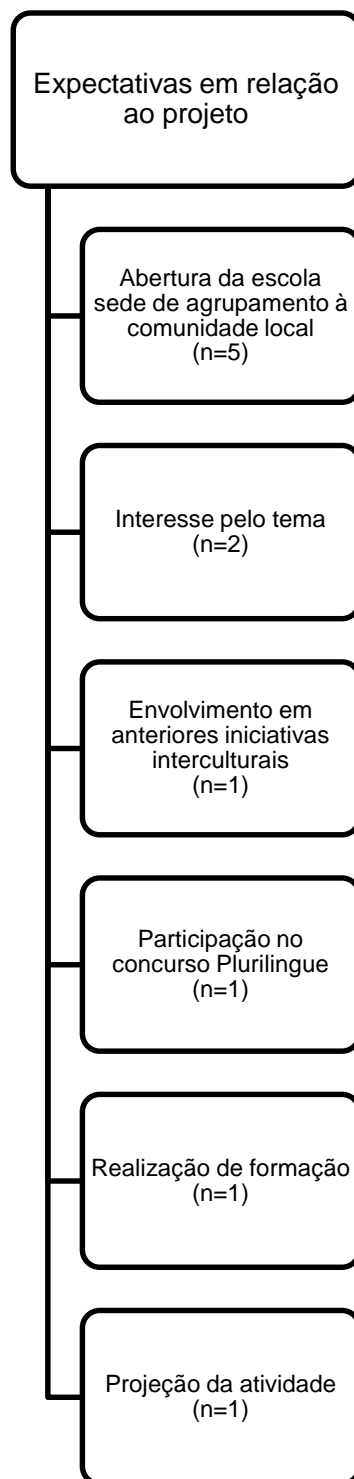 Expectativas em relação
ao projeto
Abertura da escola
sede de agrupamento à
comunidade local
(n=5)
Interesse pelo tema
(n=2)
Envolvimento em
anteriores iniciativas
interculturais
(n=1)
Participação no
concurso Plurilingue
(n=1)
Realização de formação
(n=1)
Projeção da atividade
(n=1)